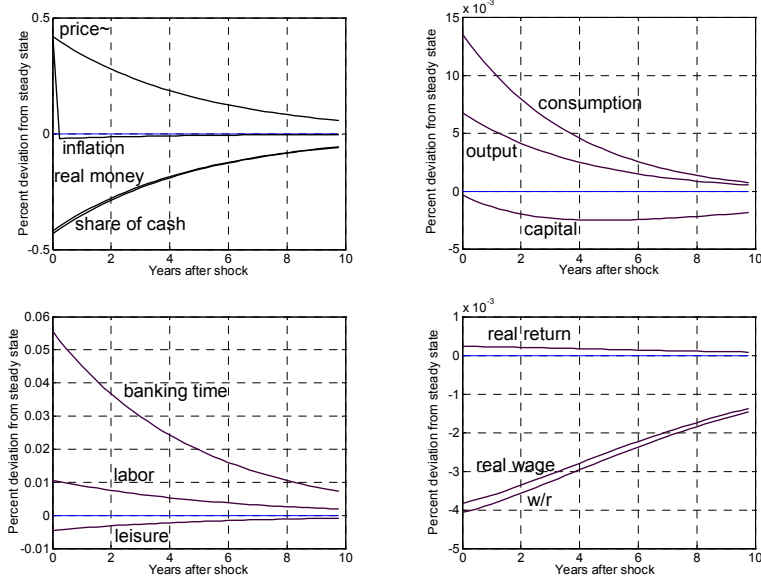 Percent deviation from steady state
0.5
0
-0.5
price~
inflation
real money
share of cash
0 2 4 6 8 10
Years after shock
x 10⁻³
Percent deviation from steady state
15
10
5
0
-5
consumption
output
capital
0 2 4 6 8 10
Years after shock
Percent deviation from steady state
0.06
0.05
0.04
0.03
0.02
0.01
0
-0.01
banking time
labor
leisure
0 2 4 6 8 10
Years after shock
x 10⁻³
Percent deviation from steady state
1
0
-1
-2
-3
-4
-5
real return
real wage
w/r
0 2 4 6 8 10
Years after shock